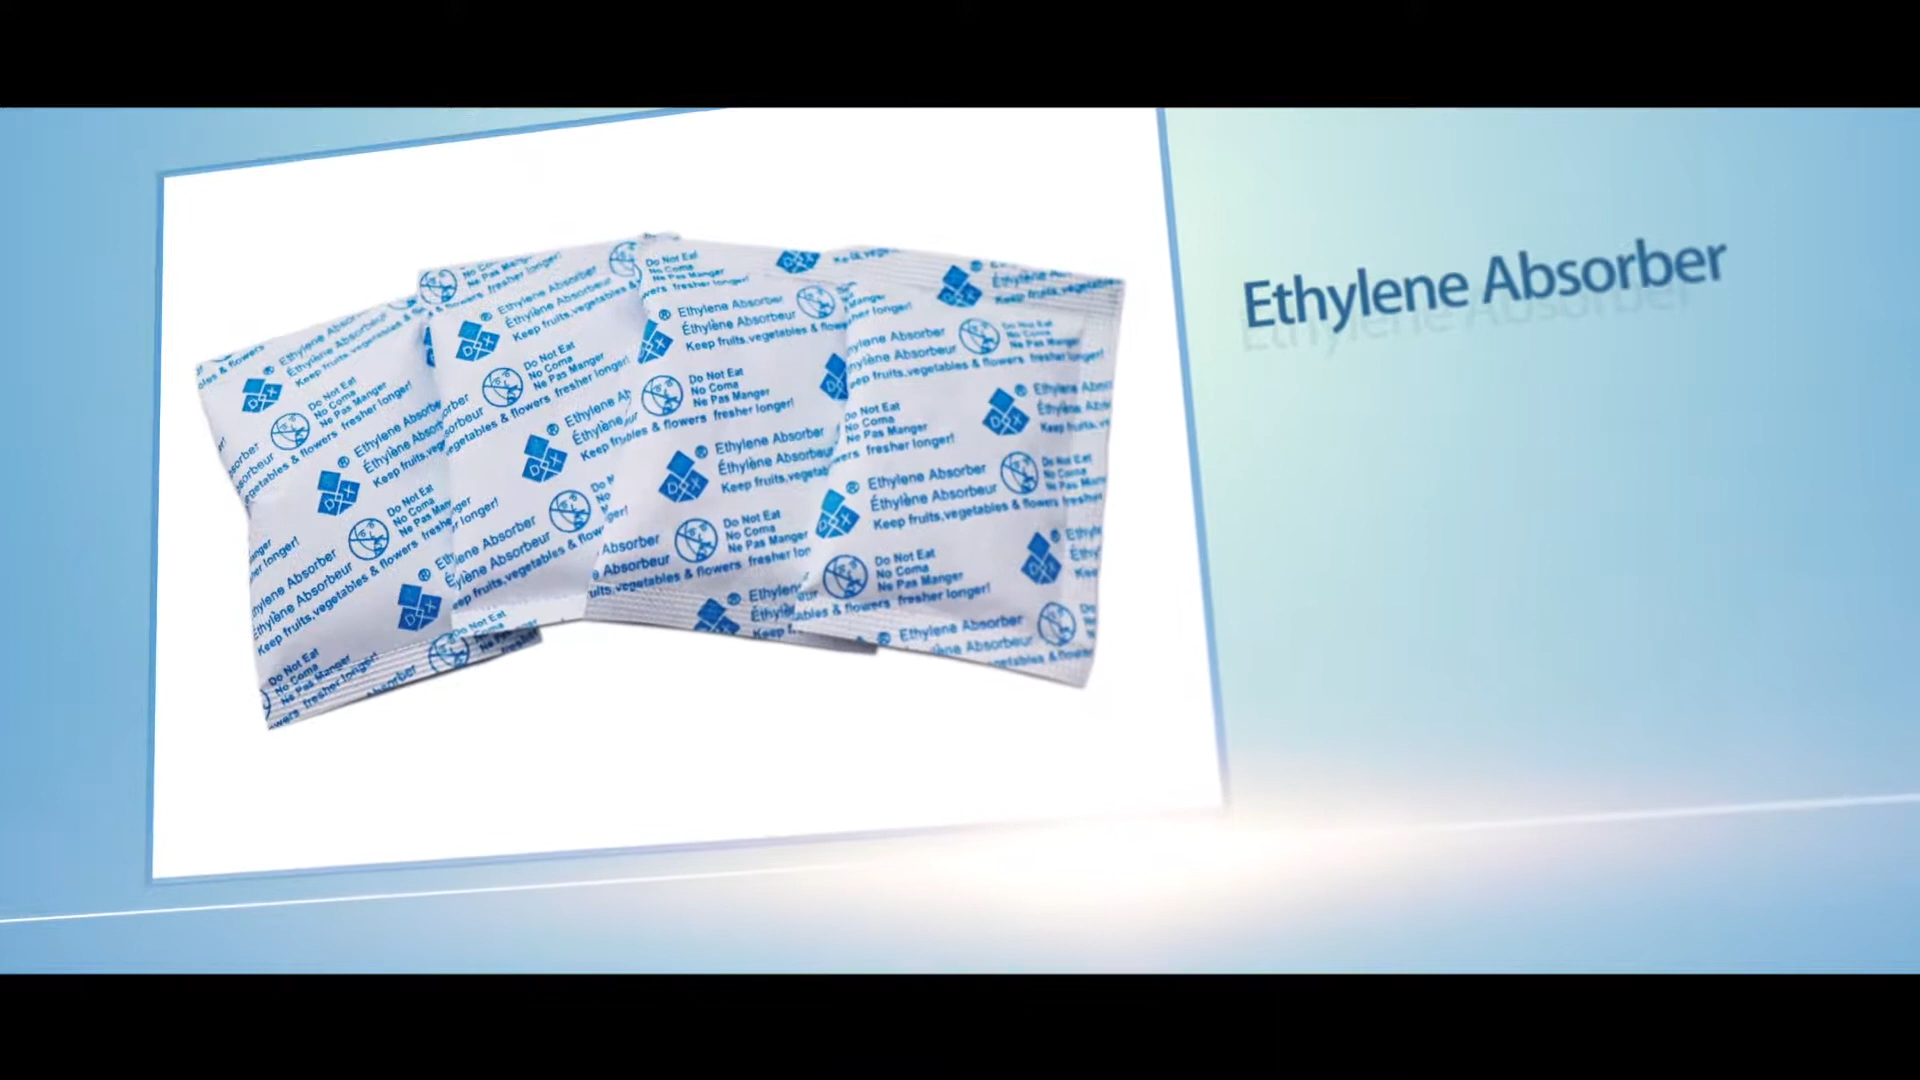 Ethylene Absorber
Ethylene Absorber
Éthylène Absorbeur
Keep fruits,vegetables & flowers fresher longer!
Do Not Eat
No Coma
Ne Pas Manger